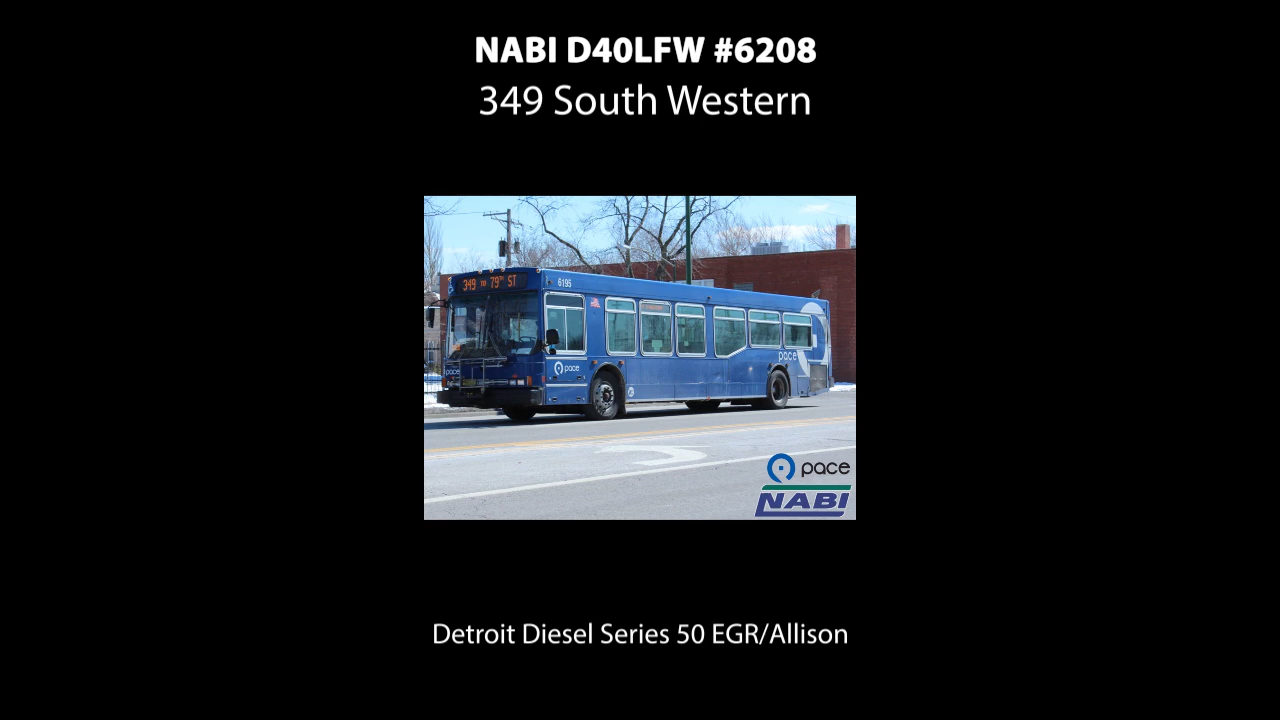 NABI D40LFW #6208
349 South Western
349 TO 79TH ST
6195
pace
pace
pace
pace
NABI
Detroit Diesel Series 50 EGR/Allison